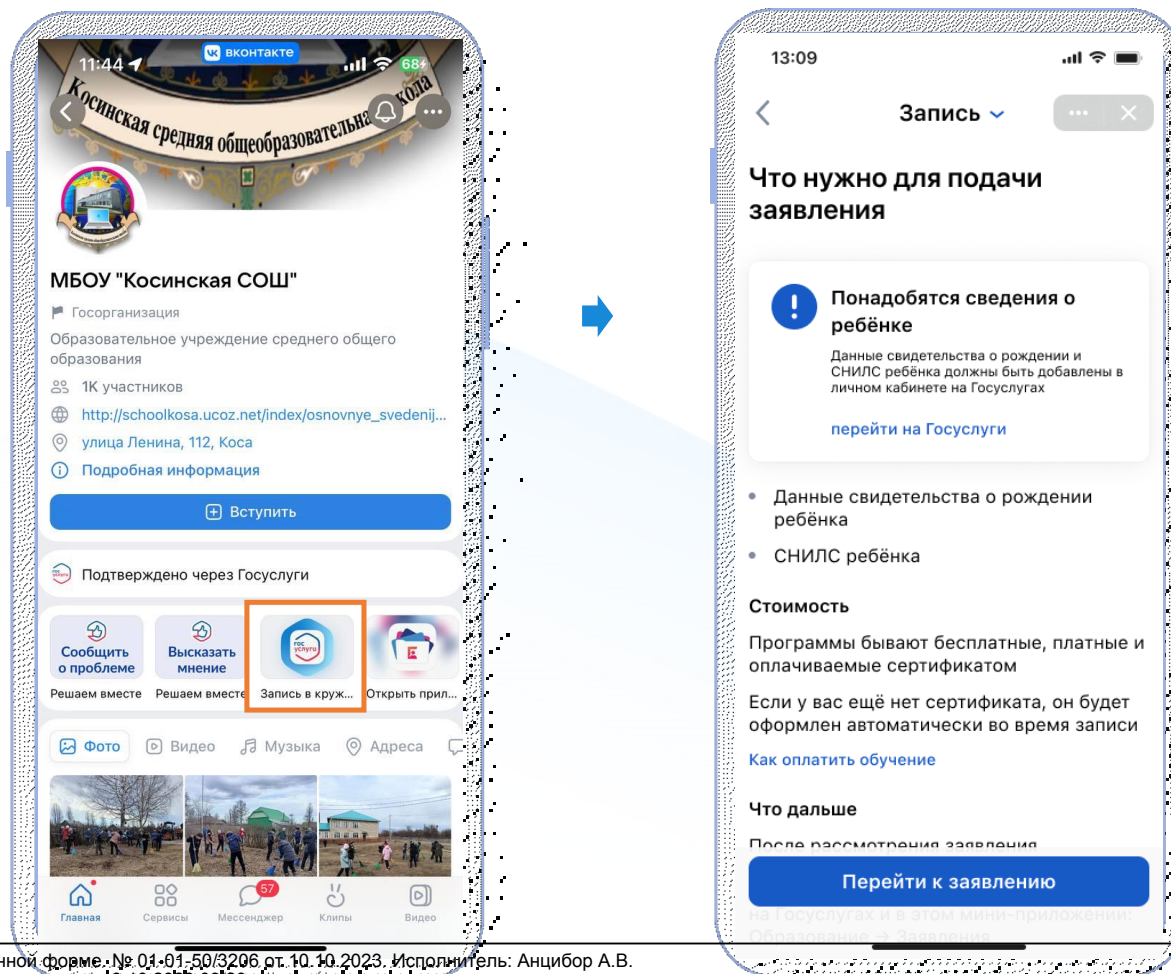 вконтакте
11:44
68
Косинская средняя общеобразовательная школа
МБОУ "Косинская СОШ"
Госорганизация
Образовательное учреждение среднего общего
образования
1K участников
http://schoolkosa.ucoz.net/index/osnovnye_svedenij...
улица Ленина, 112, Коса
Подробная информация
Вступить
госуслуги
Подтверждено через Госуслуги
Сообщить
о проблеме
Высказать
мнение
гос
услуги
Решаем вместе
Решаем вместе
Запись в круж...
Открыть прил...
Фото
Видео
Музыка
Адреса
57
Главная
Сервисы
Мессенджер
Клипы
Видео
13:09
Запись
Что нужно для подачи
заявления
Понадобятся сведения о
ребёнке
Данные свидетельства о рождении и
СНИЛС ребёнка должны быть добавлены в
личном кабинете на Госуслугах
перейти на Госуслуги
• Данные свидетельства о рождении
ребёнка
• СНИЛС ребёнка
Стоимость
Программы бывают бесплатные, платные и
оплачиваемые сертификатом
Если у вас ещё нет сертификата, он будет
оформлен автоматически во время записи
Как оплатить обучение
Что дальше
После рассмотрения заявления
Перейти к заявлению
на Госуслугах и в этом мини-приложении:
Образование → Заявления
нной форме. № 01-01-50/3206 от 10.10.2023. Исполнитель: Анцибор А.В.